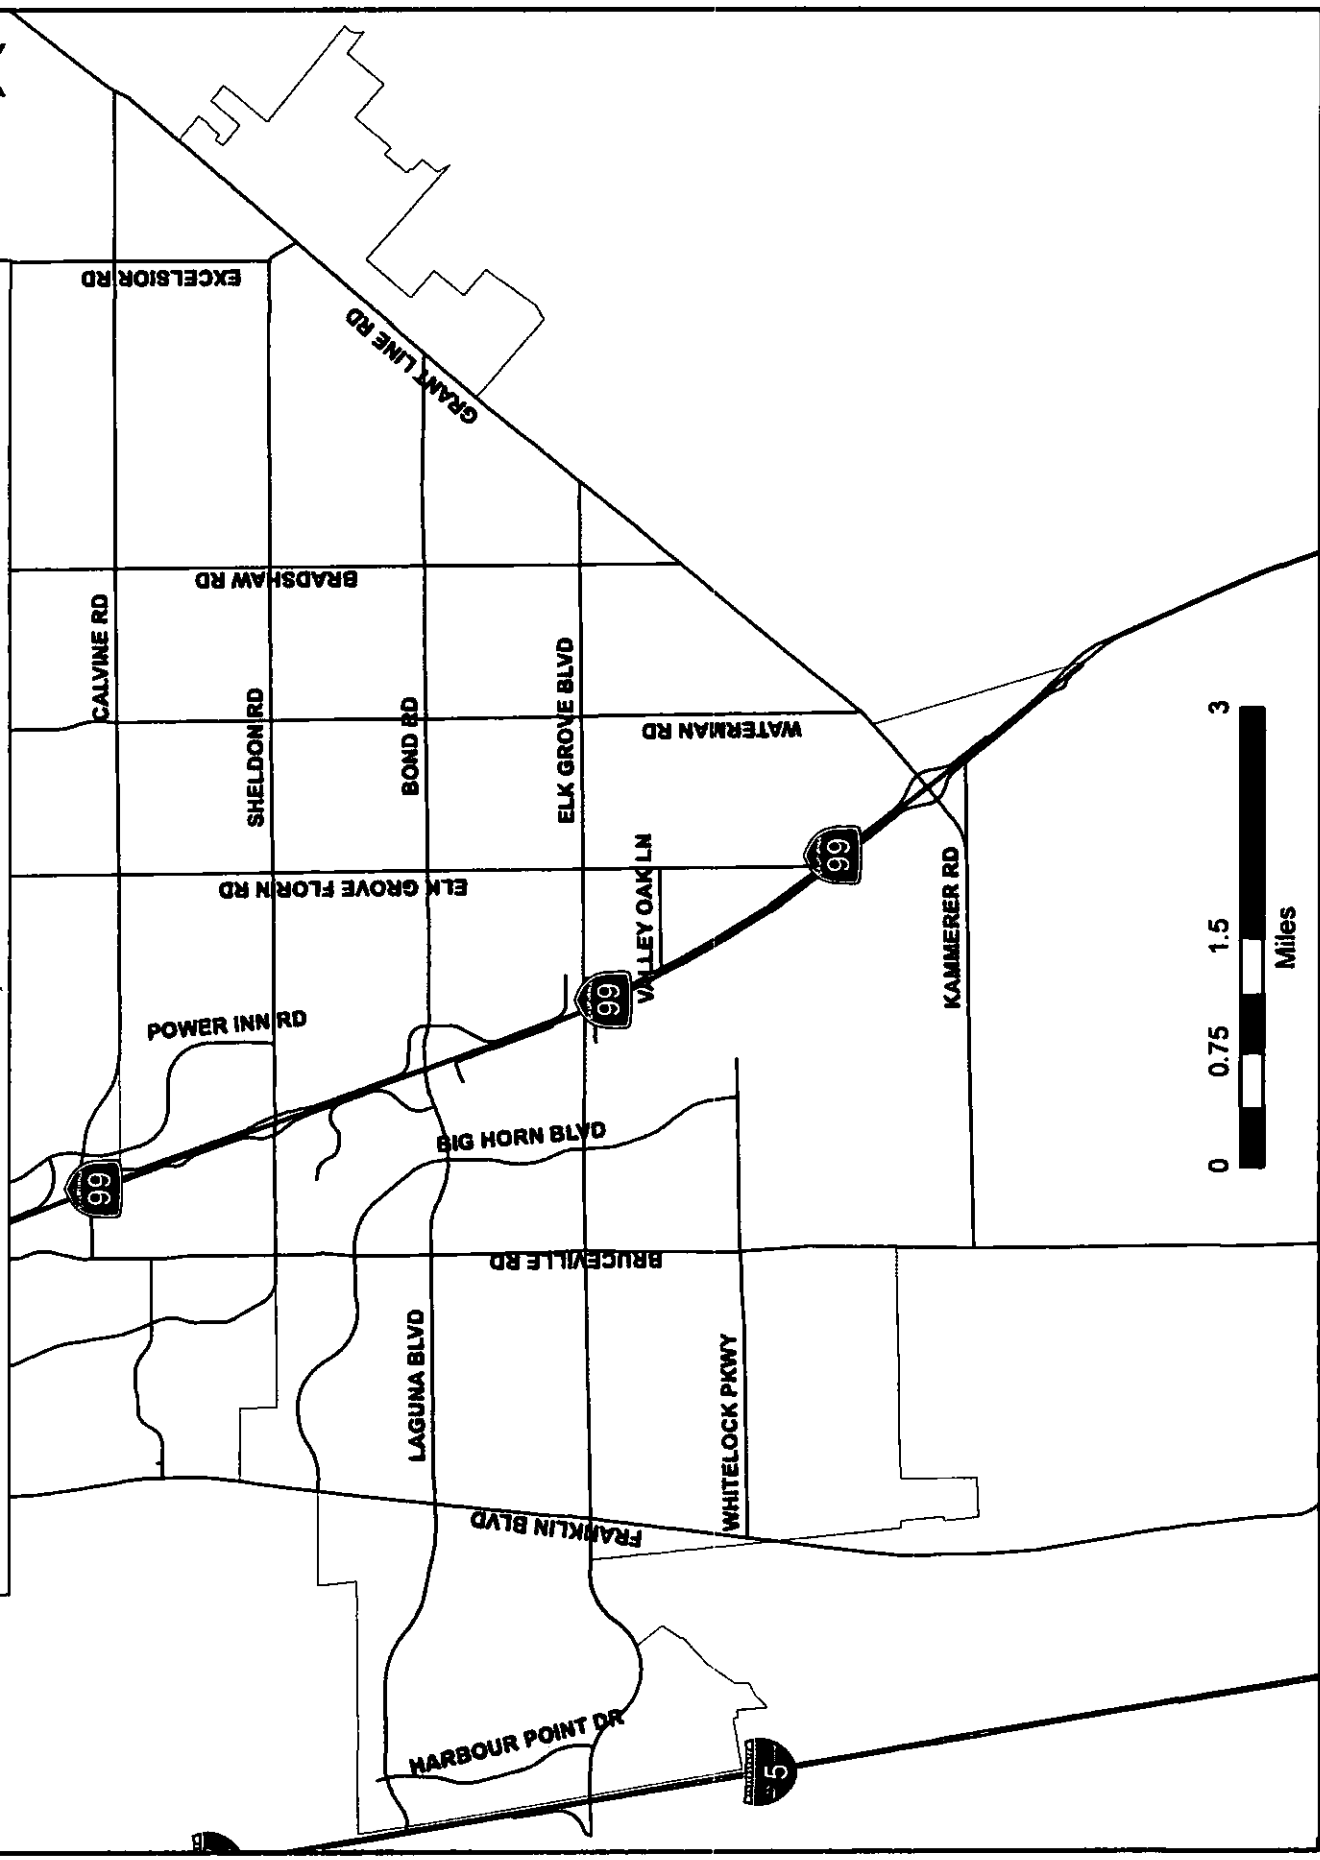 EXCELSIOR RD
GRANT LINE RD
BRADSHAW RD
CALVINE RD
SHELDON RD
BOND RD
ELK GROVE BLVD
WATERMAN RD
ELK GROVE FLORIN RD
VALLEY OAK LN
99
KAMMERER RD
99
POWER INN RD
BIG HORN BLVD
99
BRUCEVILLE RD
LAGUNA BLVD
WHITELOCK PKWY
FRANKLIN BLVD
HARBOUR POINT DR
5
0 0.75 1.5 3
Miles